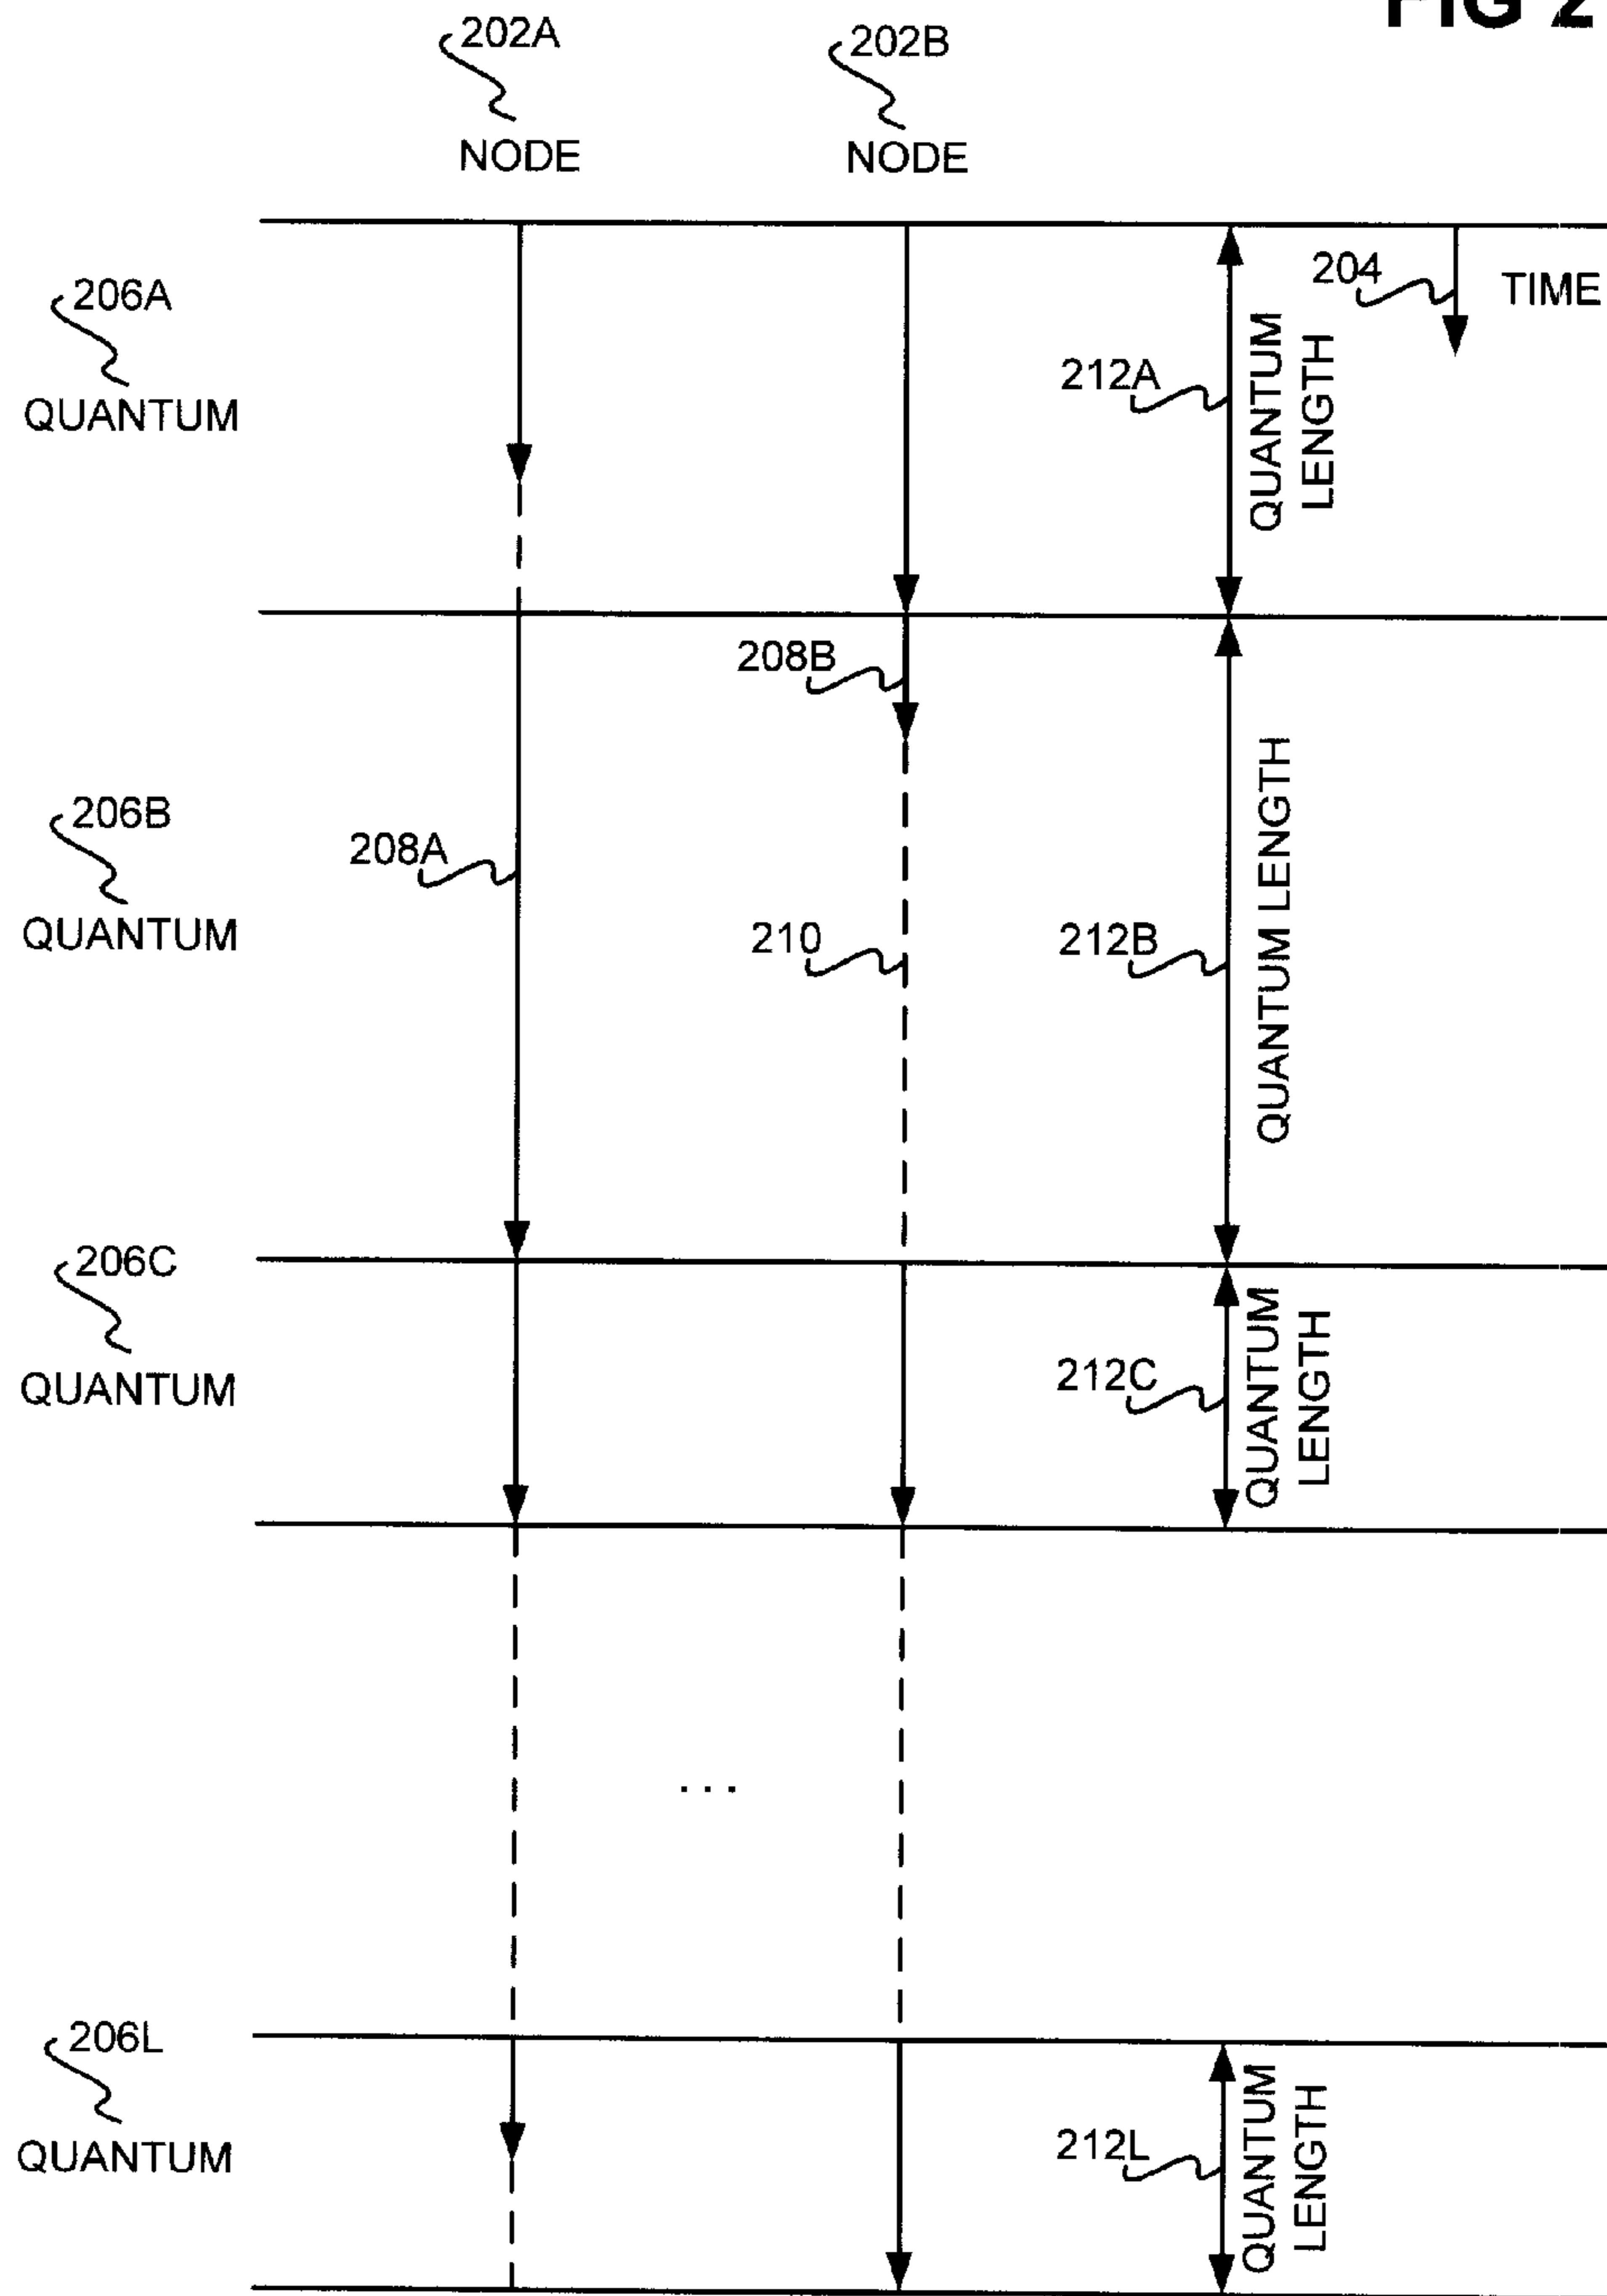 FIG 2
202A
202B
NODE
NODE
206A
QUANTUM
204
TIME
212A
QUANTUM
LENGTH
208B
206B
QUANTUM
208A
210
212B
QUANTUM LENGTH
206C
QUANTUM
212C
QUANTUM
LENGTH
...
206L
QUANTUM
212L
QUANTUM
LENGTH